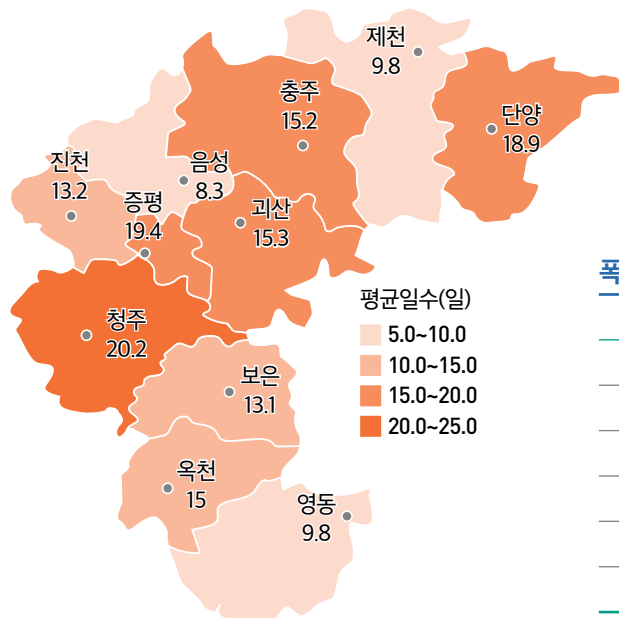 제천
9.8
충주
15.2
단양
18.9
진천
13.2
음성
8.3
증평
19.4
괴산
15.3
청주
20.2
보은
13.1
옥천
15
영동
9.8
평균일수(일)
5.0~10.0
10.0~15.0
15.0~20.0
20.0~25.0
폭